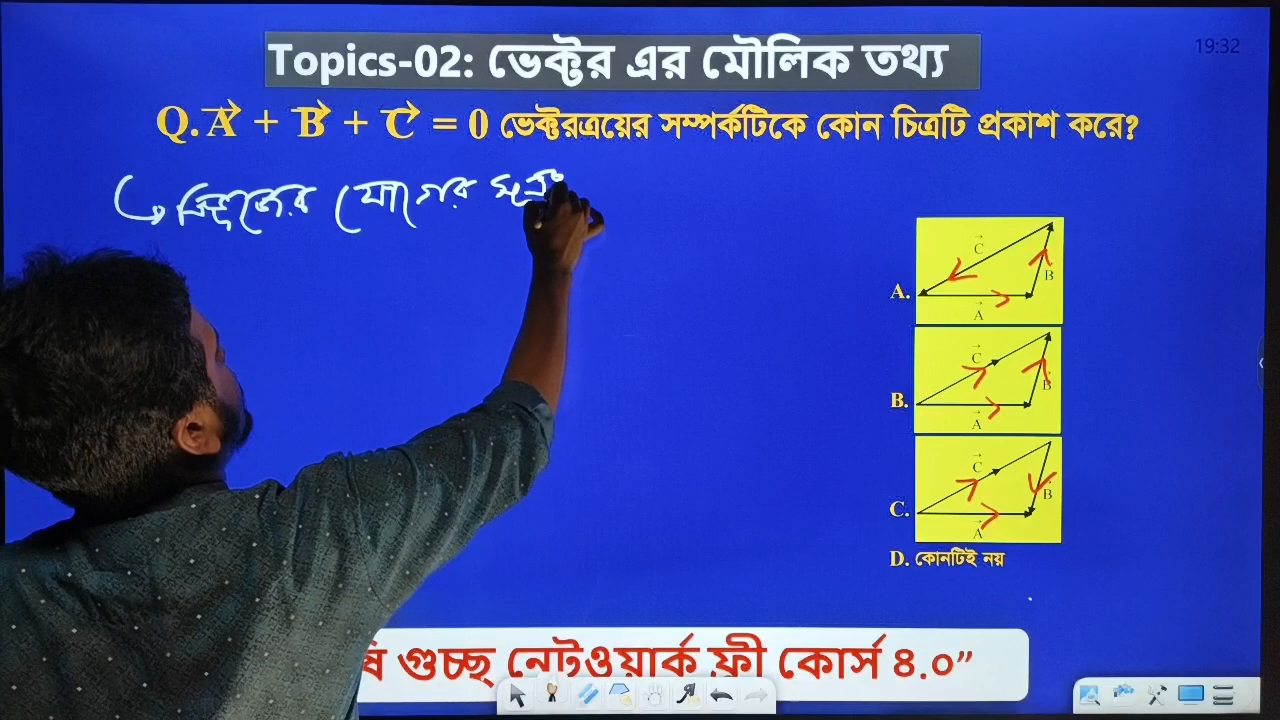 Topics-02: ভেক্টর এর মৌলিক তথ্য
19:32
Q. A + B + C = 0 ভেক্টরত্রয়ের সম্পর্কটিকে কোন চিত্রটি প্রকাশ করে?
ত্রিভুজের যোগের সূত্র
A. C B A
B. C B A
C. C B A
D. কোনটিই নয়
গুচ্ছ নেটওয়ার্ক ফ্রী কোর্স ৪.০”